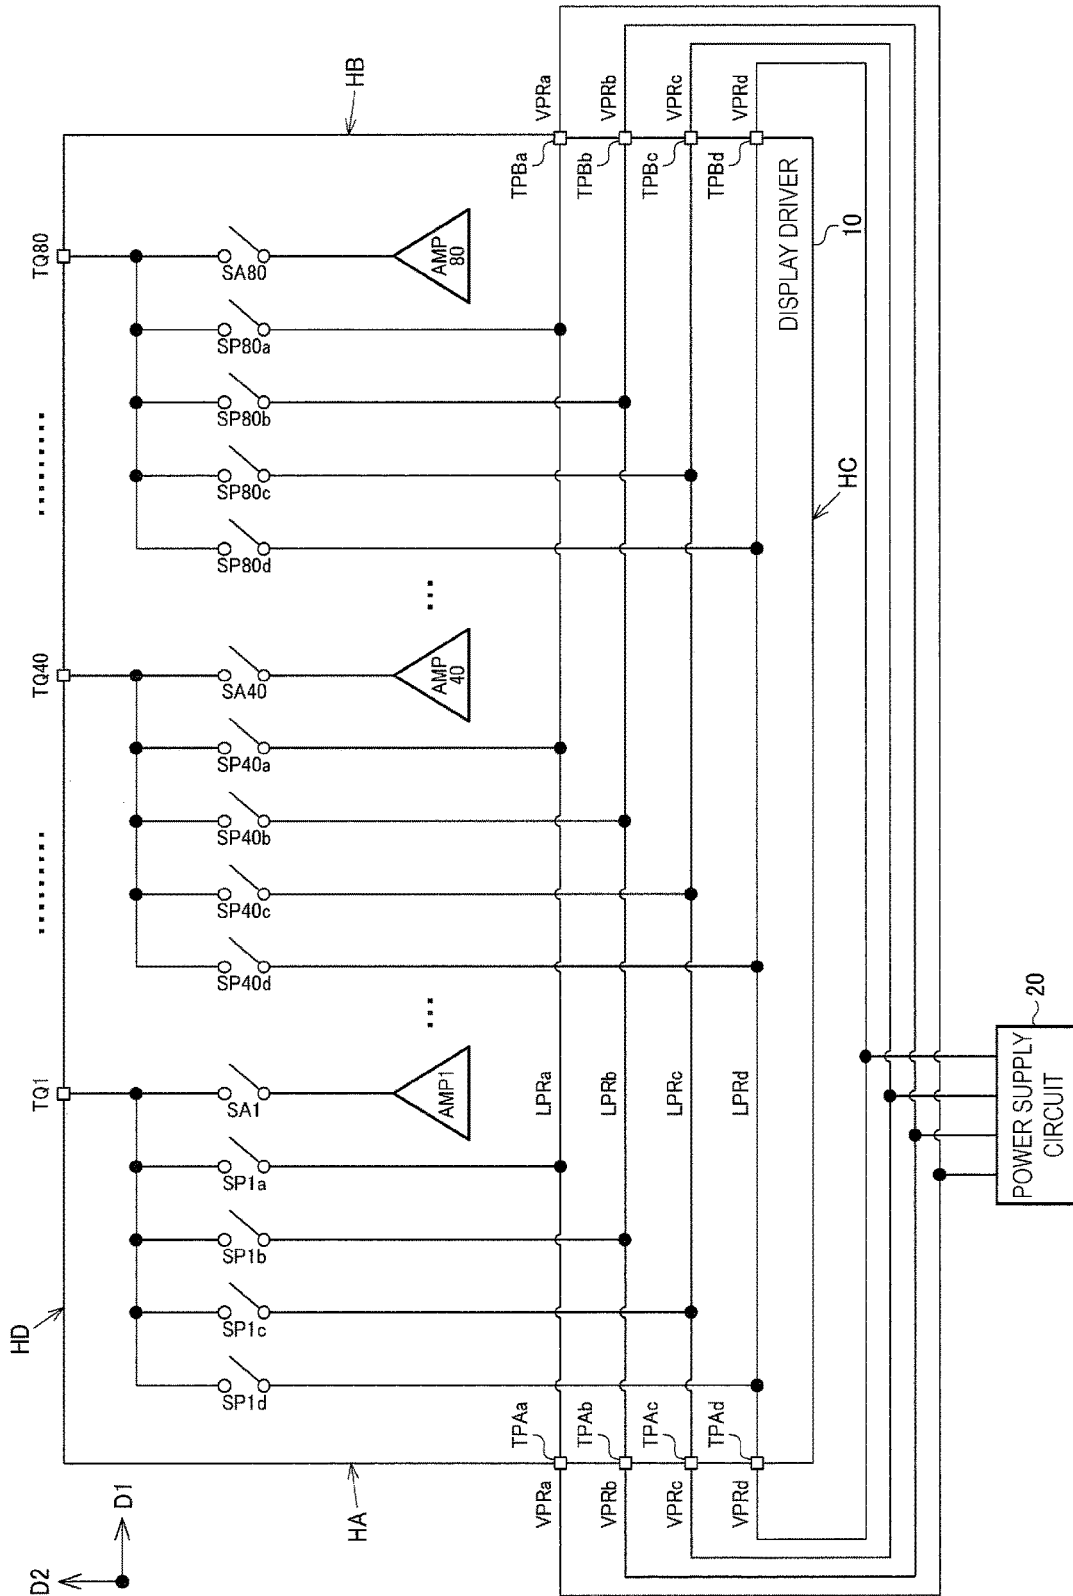 D2
D1
HD
HA
HB
TQ1
TQ40
TQ80
SP1d
SP1c
SP1b
SP1a
SA1
SP40d
SP40c
SP40b
SP40a
SA40
SP80d
SP80c
SP80b
SP80a
SA80
AMP1
AMP
40
AMP
80
VPRa
TPAa
LPRa
TPBa
VPRa
VPRb
TPAb
LPRb
TPBb
VPRb
VPRc
TPAc
LPRc
TPBc
VPRc
VPRd
TPAd
LPRd
TPBd
VPRd
DISPLAY DRIVER
10
HC
POWER SUPPLY
CIRCUIT
20